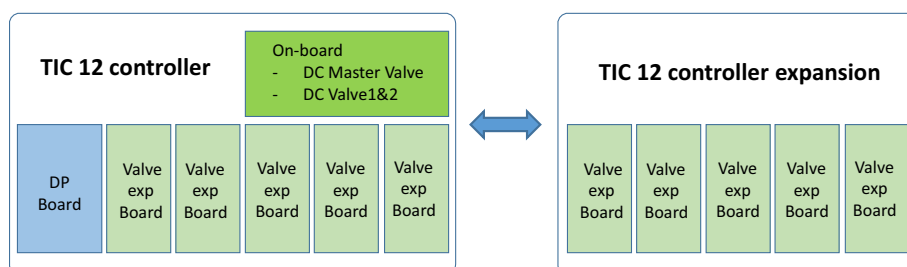 TIC 12 controller
On-board
- DC Master Valve
- DC Valve1&2
DP
Board
Valve
exp
Board
Valve
exp
Board
Valve
exp
Board
Valve
exp
Board
Valve
exp
Board
TIC 12 controller expansion
Valve
exp
Board
Valve
exp
Board
Valve
exp
Board
Valve
exp
Board
Valve
exp
Board